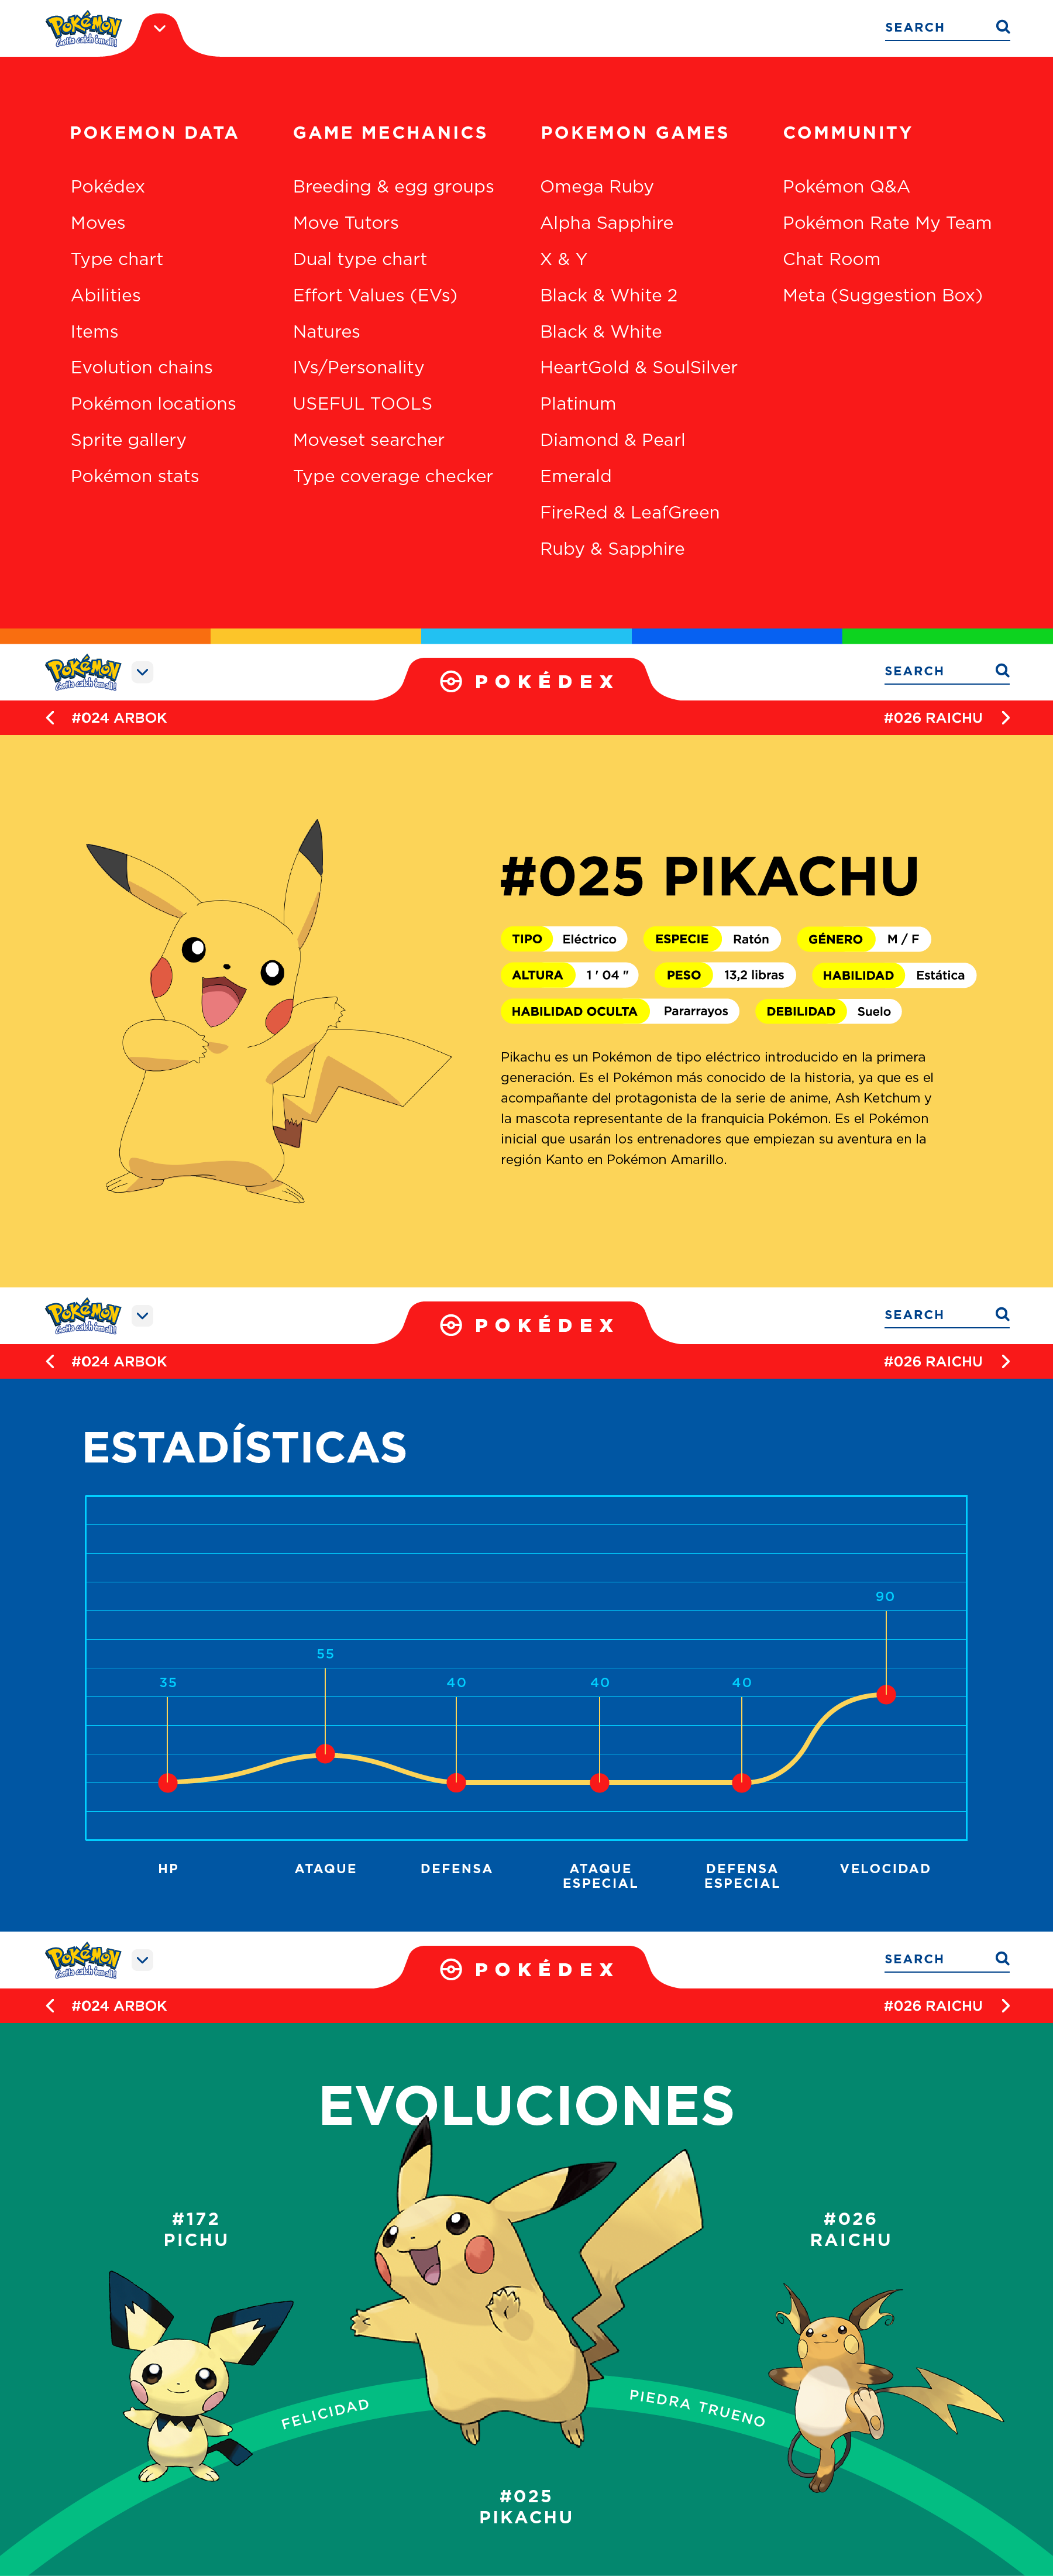 POKéMON
Gotta catch 'em all!
SEARCH
POKEMON DATA
Pokédex
Moves
Type chart
Abilities
Items
Evolution chains
Pokémon locations
Sprite gallery
Pokémon stats
GAME MECHANICS
Breeding & egg groups
Move Tutors
Dual type chart
Effort Values (EVs)
Natures
IVs/Personality
USEFUL TOOLS
Moveset searcher
Type coverage checker
POKEMON GAMES
Omega Ruby
Alpha Sapphire
X & Y
Black & White 2
Black & White
HeartGold & SoulSilver
Platinum
Diamond & Pearl
Emerald
FireRed & LeafGreen
Ruby & Sapphire
COMMUNITY
Pokémon Q&A
Pokémon Rate My Team
Chat Room
Meta (Suggestion Box)
POKéMON
Gotta catch 'em all!
POKÉDEX
SEARCH
#024 ARBOK
#026 RAICHU
#025 PIKACHU
TIPO Eléctrico ESPECIE Ratón GÉNERO M / F
ALTURA 1 ' 04 " PESO 13,2 libras HABILIDAD Estática
HABILIDAD OCULTA Pararrayos DEBILIDAD Suelo
Pikachu es un Pokémon de tipo eléctrico introducido en la primera
generación. Es el Pokémon más conocido de la historia, ya que es el
acompañante del protagonista de la serie de anime, Ash Ketchum y
la mascota representante de la franquicia Pokémon. Es el Pokémon
inicial que usarán los entrenadores que empiezan su aventura en la
región Kanto en Pokémon Amarillo.
POKéMON
Gotta catch 'em all!
POKÉDEX
SEARCH
#024 ARBOK
#026 RAICHU
ESTADÍSTICAS
35
55
40
40
40
90
HP
ATAQUE
DEFENSA
ATAQUE
ESPECIAL
DEFENSA
ESPECIAL
VELOCIDAD
POKéMON
Gotta catch 'em all!
POKÉDEX
SEARCH
#024 ARBOK
#026 RAICHU
EVOLUCIONES
#172
PICHU
#026
RAICHU
FELICIDAD
PIEDRA TRUENO
#025
PIKACHU